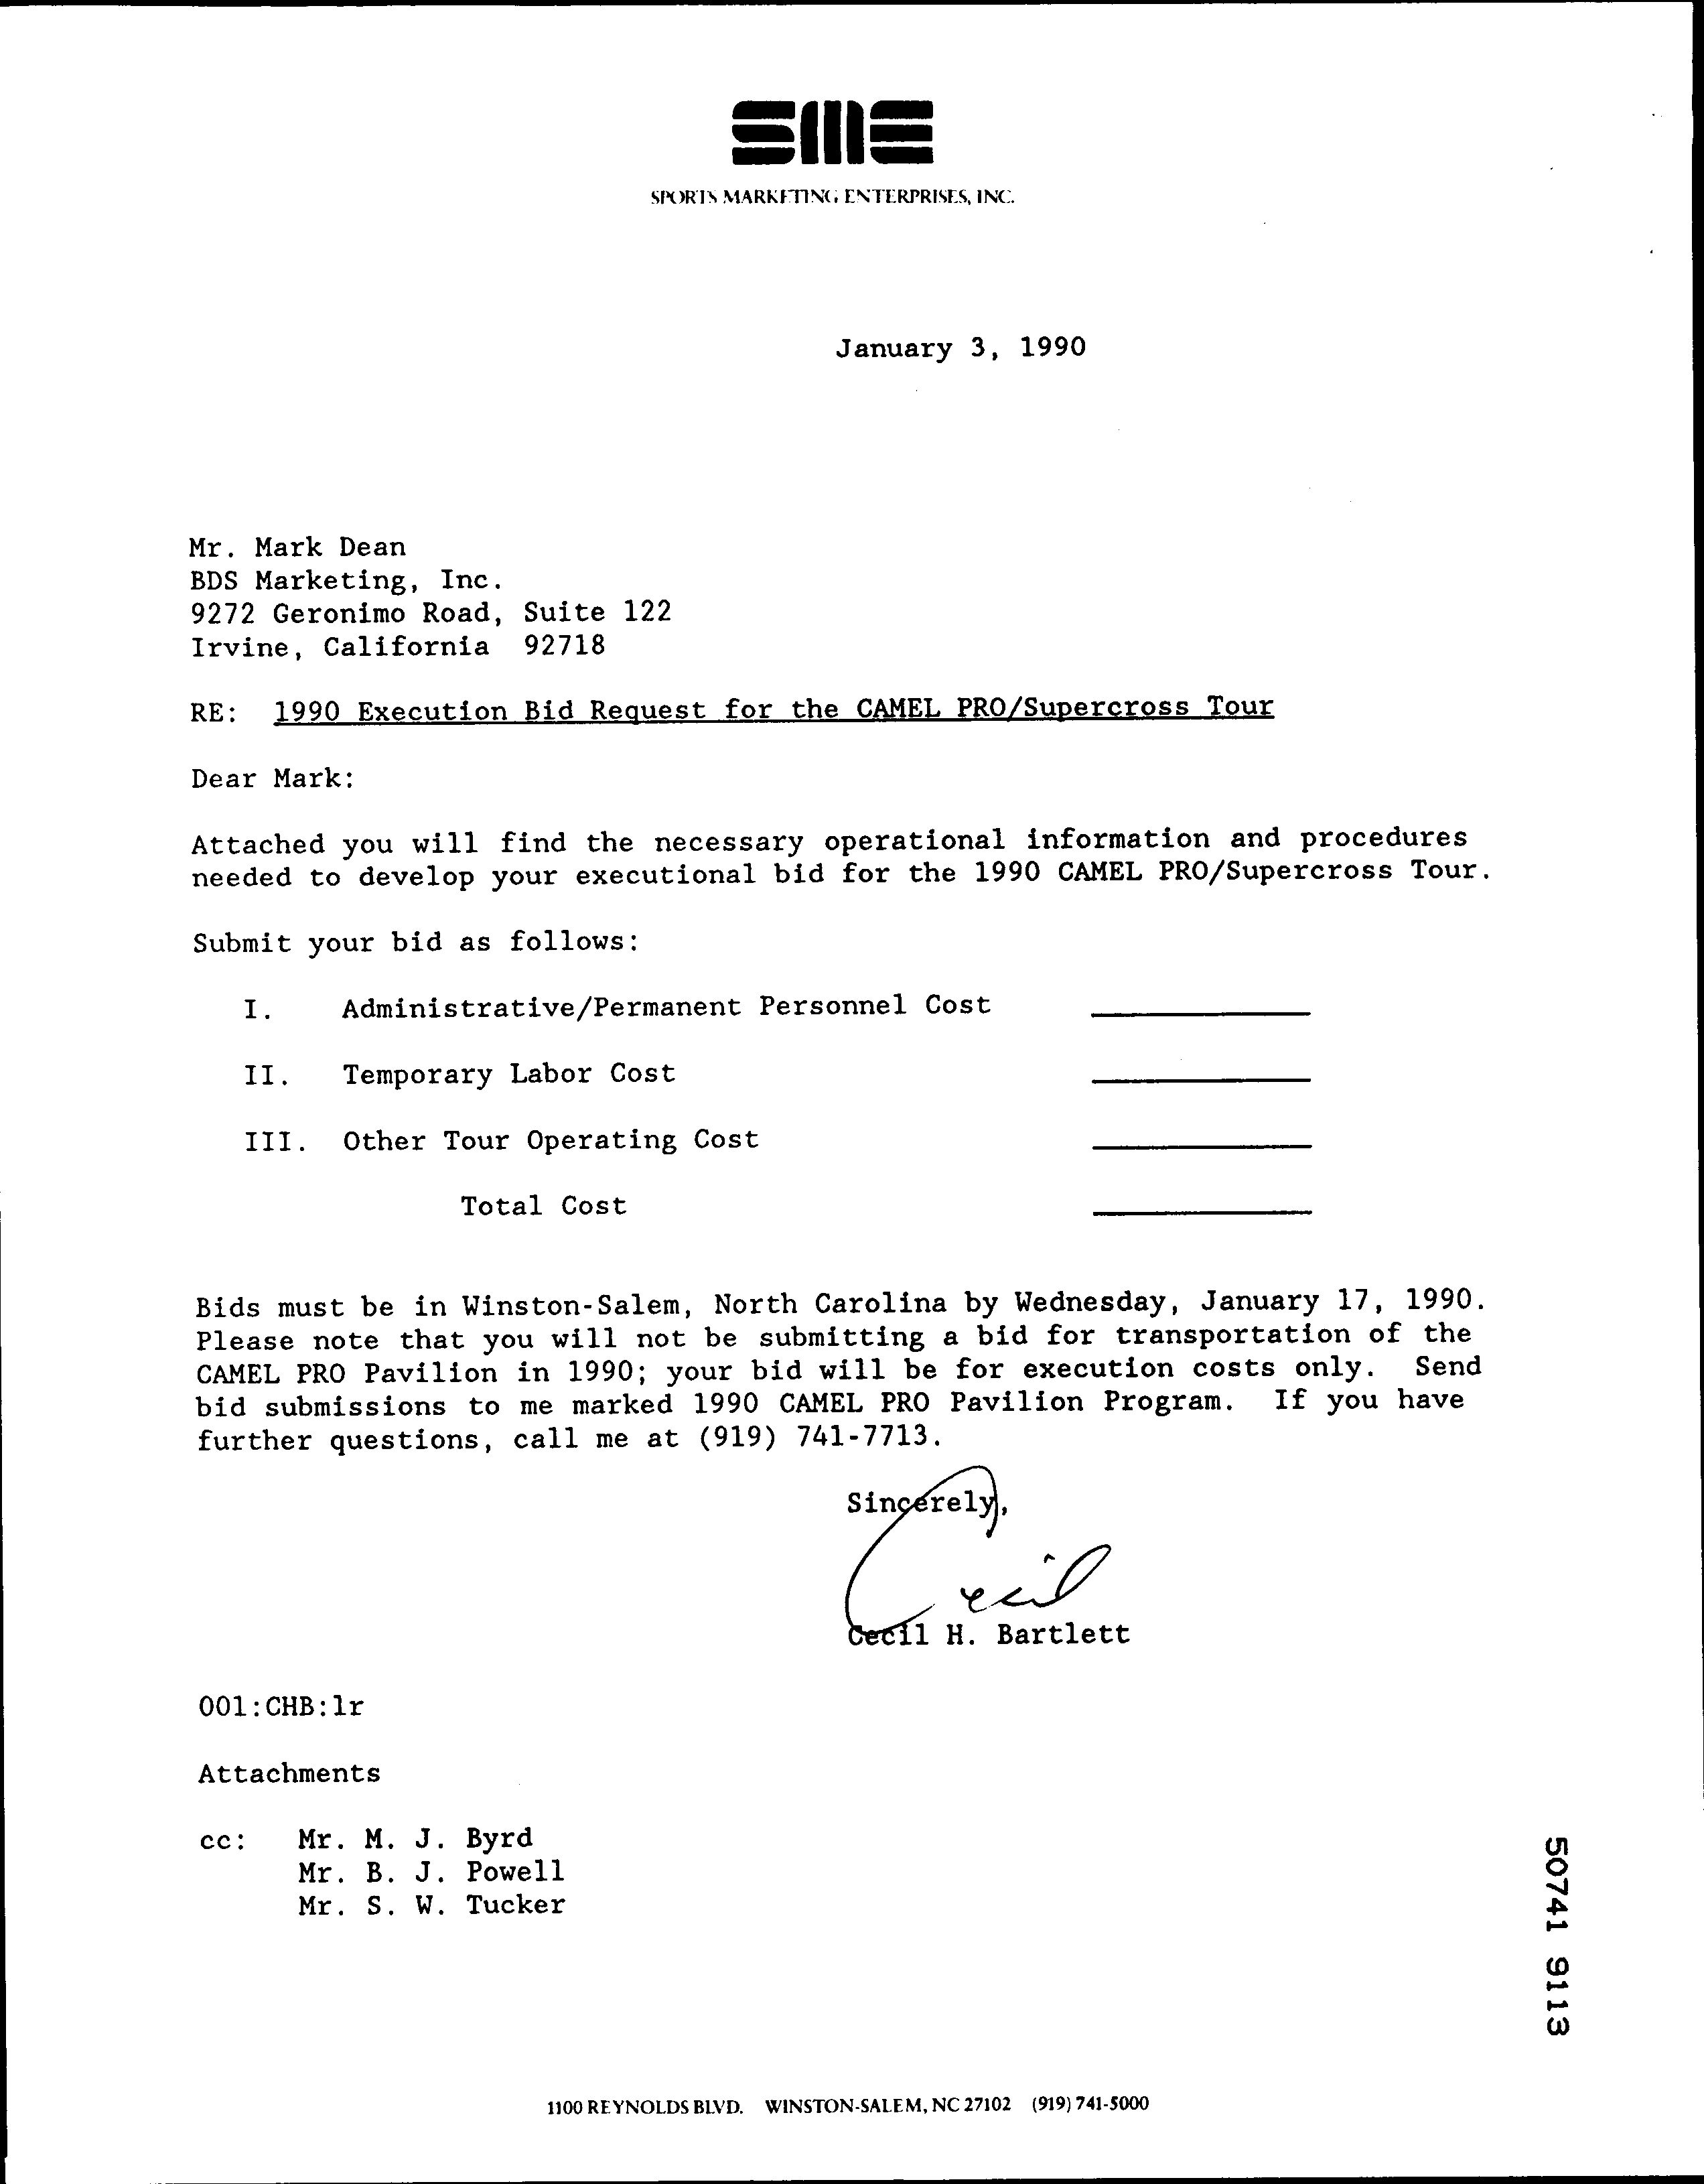 SME
SPORTS MARKETING ENTERPRISES, INC.
January 3, 1990
Mr. Mark Dean
BDS Marketing, Inc.
9272 Geronimo Road, Suite 122
Irvine, California 92718
RE: 1990 Execution Bid Request for the CAMEL PRO/Supercross Tour
Dear Mark:
Attached you will find the necessary operational information and procedures
needed to develop your executional bid for the 1990 CAMEL PRO/Supercross Tour.
Submit your bid as follows:
I. Administrative/Permanent Personnel Cost
II. Temporary Labor Cost
III. Other Tour Operating Cost
Total Cost
Bids must be in Winston-Salem, North Carolina by Wednesday, January 17, 1990.
Please note that you will not be submitting a bid for transportation of the
CAMEL PRO Pavilion in 1990; your bid will be for execution costs only. Send
bid submissions to me marked 1990 CAMEL PRO Pavilion Program. If you have
further questions, call me at (919) 741-7713.
Sincerely,
Cecil
Cecil H. Bartlett
001:CHB:lr
Attachments
cc: Mr. M. J. Byrd
Mr. B. J. Powell
Mr. S. W. Tucker
50741 9113
1100 REYNOLDS BLVD. WINSTON-SALEM, NC 27102 (919) 741-5000